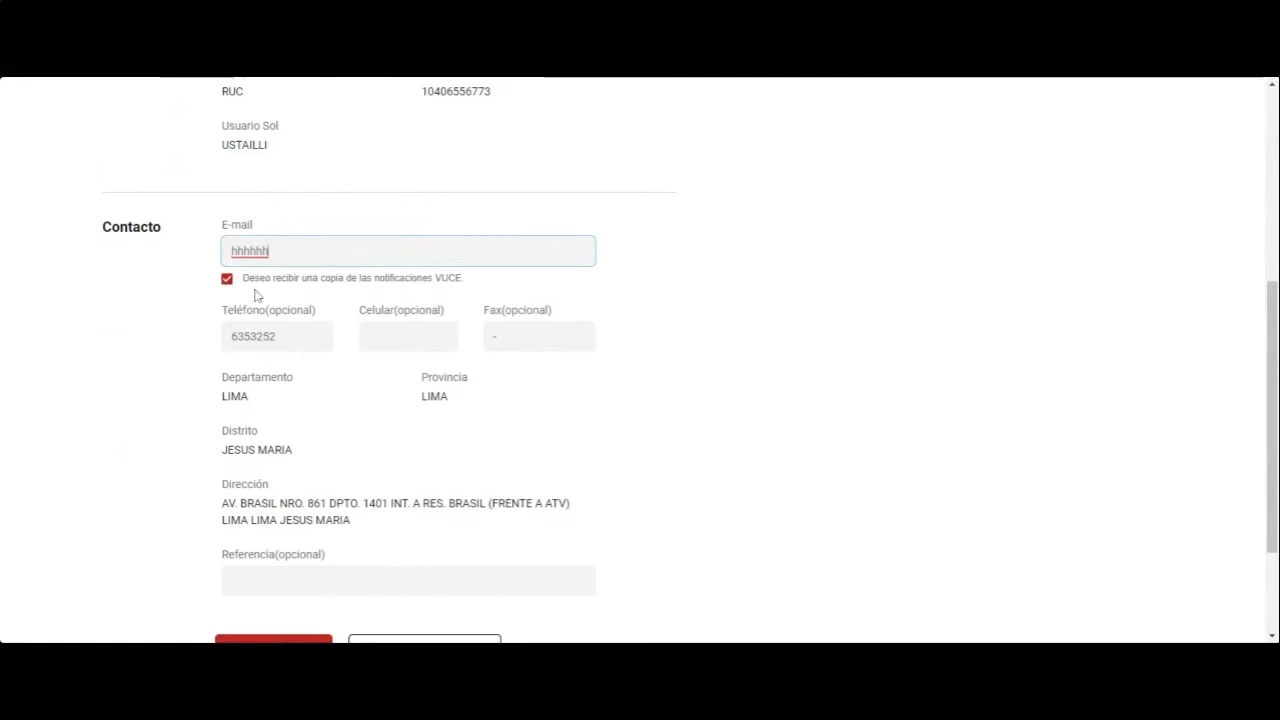 RUC 10406556773
Usuario Sol
USTAILLI
Contacto E-mail
hhhhhh
Deseo recibir una copia de las notificaciones VUCE.
Teléfono(opcional) Celular(opcional) Fax(opcional)
6353252 -
Departamento Provincia
LIMA LIMA
Distrito
JESUS MARIA
Dirección
AV. BRASIL NRO. 861 DPTO. 1401 INT. A RES. BRASIL (FRENTE A ATV)
LIMA LIMA JESUS MARIA
Referencia(opcional)